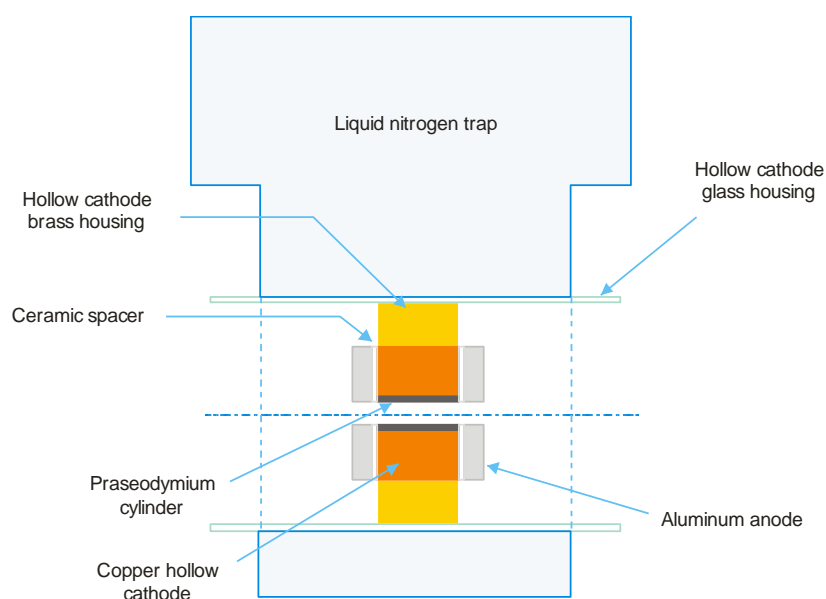 Liquid nitrogen trap
Hollow cathode
glass housing
Hollow cathode
brass housing
Ceramic spacer
Praseodymium
cylinder
Aluminum anode
Copper hollow
cathode